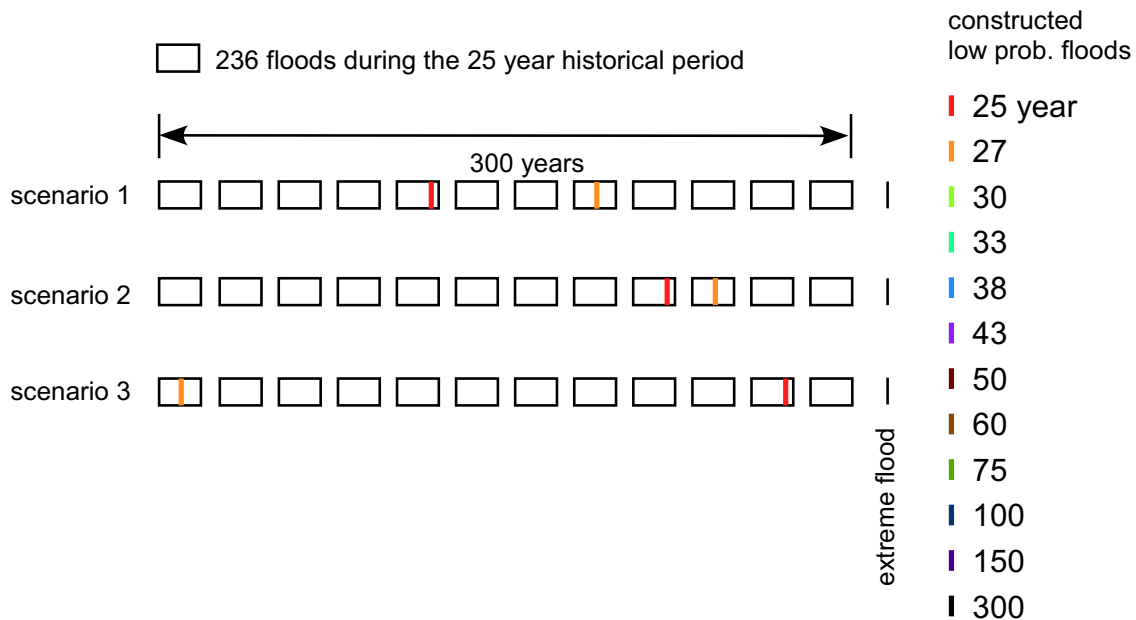 constructed
low prob. floods
236 floods during the 25 year historical period
300 years
scenario 1
scenario 2
scenario 3
extreme flood
25 year
27
30
33
38
43
50
60
75
100
150
300